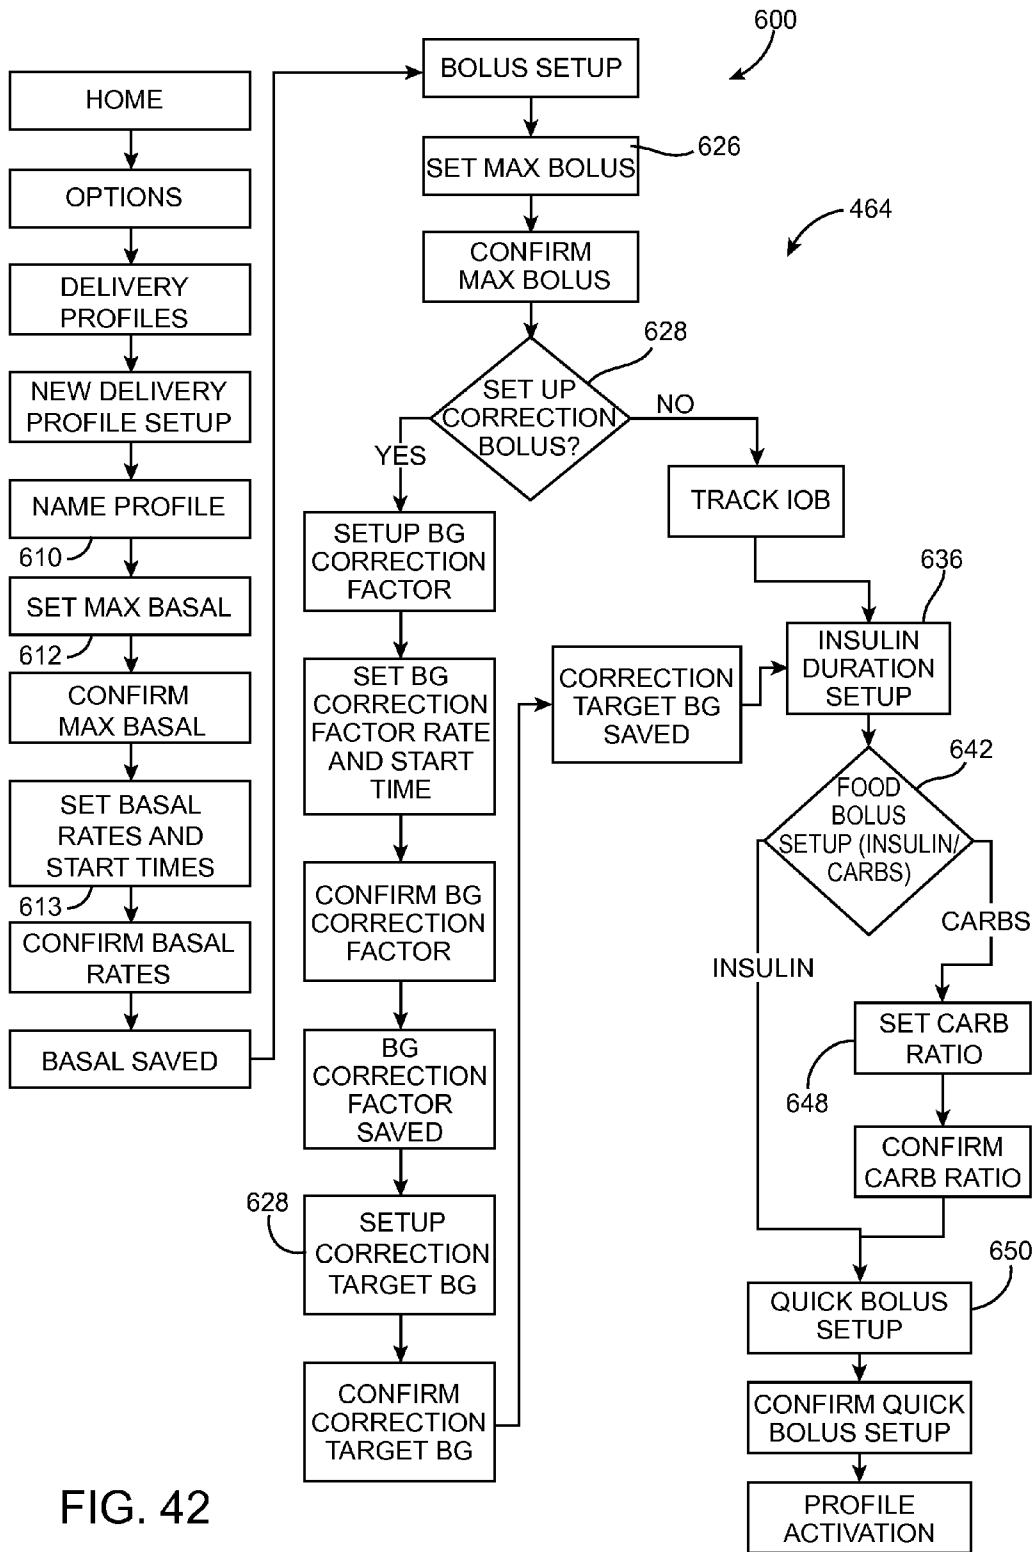 HOME
OPTIONS
DELIVERY
PROFILES
NEW DELIVERY
PROFILE SETUP
NAME PROFILE
610
SET MAX BASAL
612
CONFIRM
MAX BASAL
SET BASAL
RATES AND
START TIMES
613
CONFIRM BASAL
RATES
BASAL SAVED
600
BOLUS SETUP
626
SET MAX BOLUS
464
CONFIRM
MAX BOLUS
628
SET UP
CORRECTION
BOLUS?
YES
NO
SETUP BG
CORRECTION
FACTOR
SET BG
CORRECTION
FACTOR RATE
AND START
TIME
CONFIRM BG
CORRECTION
FACTOR
BG
CORRECTION
FACTOR
SAVED
628
SETUP
CORRECTION
TARGET BG
CONFIRM
CORRECTION
TARGET BG
CORRECTION
TARGET BG
SAVED
TRACK IOB
636
INSULIN
DURATION
SETUP
642
FOOD
BOLUS
SETUP (INSULIN/
CARBS)
INSULIN
CARBS
SET CARB
RATIO
648
CONFIRM
CARB RATIO
650
QUICK BOLUS
SETUP
CONFIRM QUICK
BOLUS SETUP
PROFILE
ACTIVATION
FIG. 42